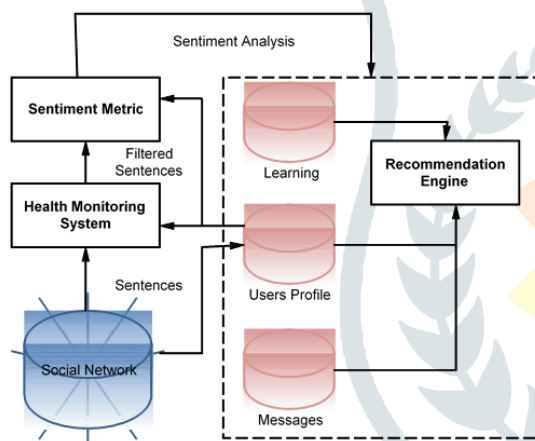 Sentiment Analysis
Sentiment Metric
Filtered
Sentences
Learning
Recommendation
Engine
Health Monitoring
System
Sentences
Users Profile
Social Network
Messages